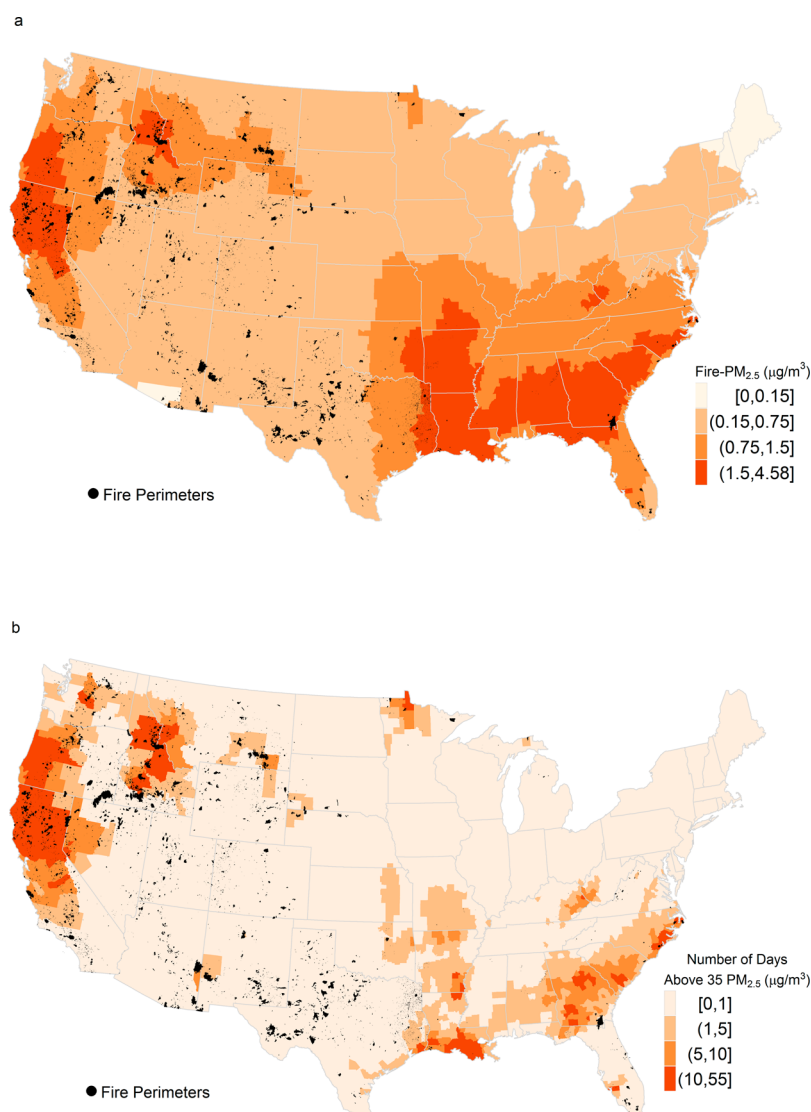 a
Fire-PM2.5 (μg/m3)
[0,0.15]
(0.15,0.75]
(0.75,1.5]
(1.5,4.58]
Fire Perimeters
b
Number of Days
Above 35 PM2.5 (μg/m3)
[0,1]
(1,5]
(5,10]
(10,55]
Fire Perimeters